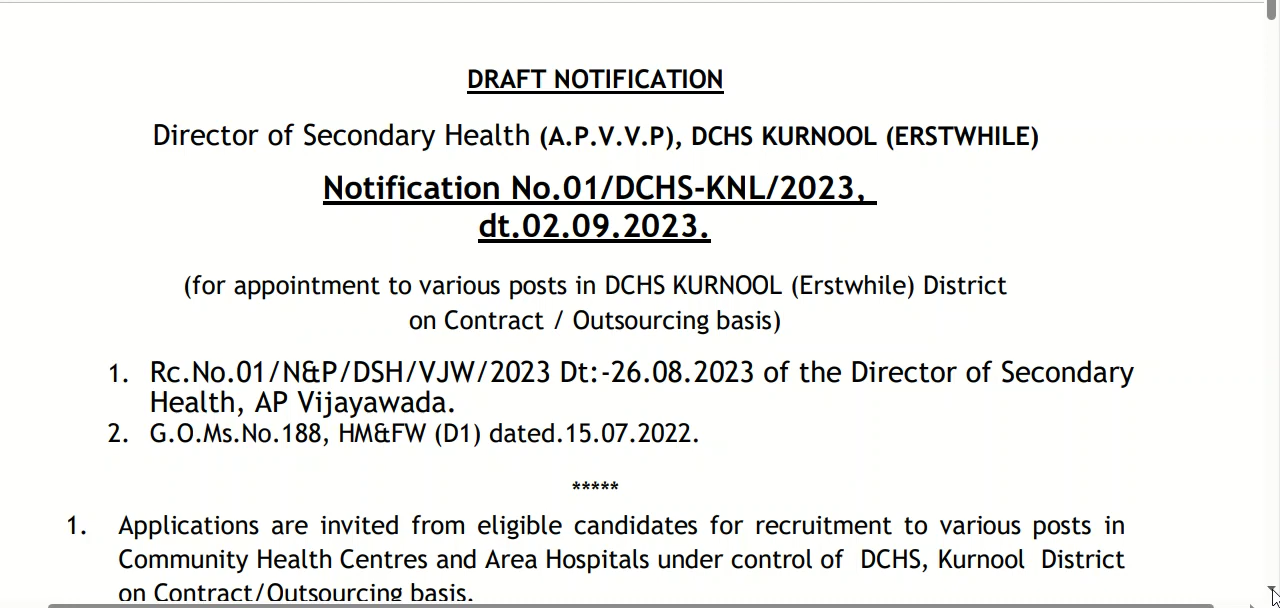 DRAFT NOTIFICATION
Director of Secondary Health (A.P.V.V.P), DCHS KURNOOL (ERSTWHILE)
Notification No.01/DCHS-KNL/2023,
dt.02.09.2023.
(for appointment to various posts in DCHS KURNOOL (Erstwhile) District
on Contract / Outsourcing basis)
1. Rc.No.01/N&P/DSH/VJW/2023 Dt:-26.08.2023 of the Director of Secondary
Health, AP Vijayawada.
2. G.O.Ms.No.188, HM&FW (D1) dated.15.07.2022.
*****
1. Applications are invited from eligible candidates for recruitment to various posts in
Community Health Centres and Area Hospitals under control of DCHS, Kurnool District
on Contract/Outsourcing basis.